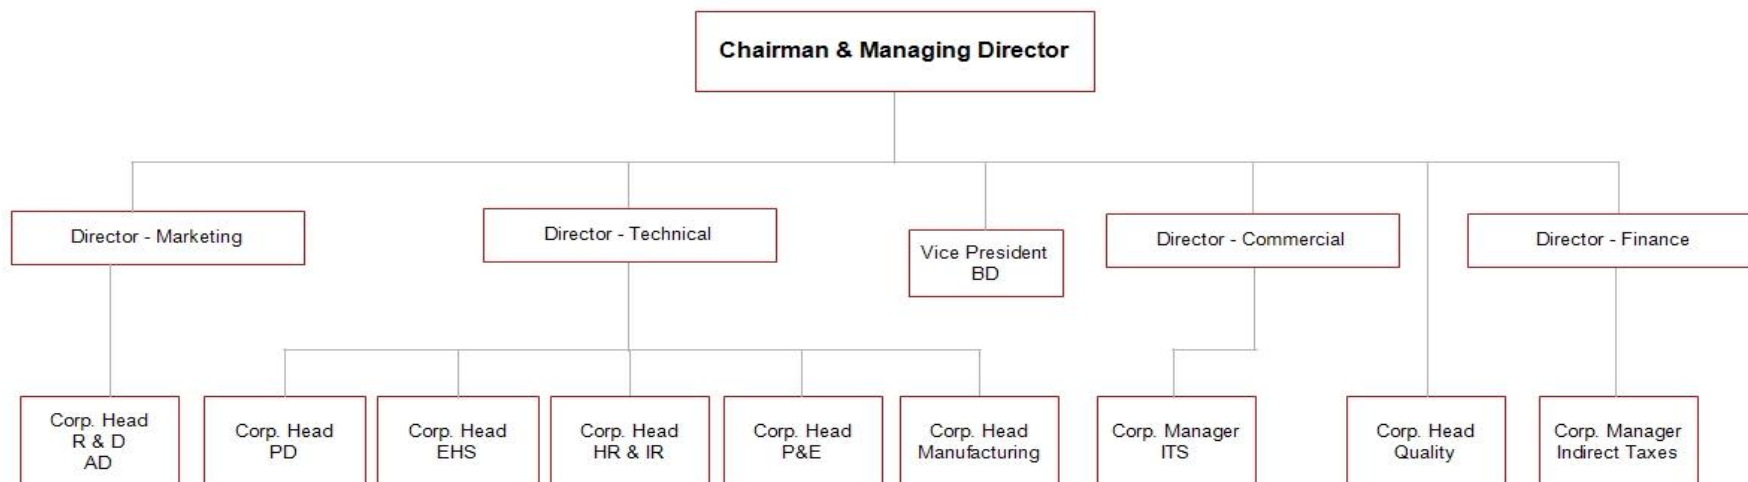 Chairman & Managing Director
Director - Marketing
Director - Technical
Vice President
BD
Director - Commercial
Director - Finance
Corp. Head
R & D
AD
Corp. Head
PD
Corp. Head
EHS
Corp. Head
HR & IR
Corp. Head
P&E
Corp. Head
Manufacturing
Corp. Manager
ITS
Corp. Head
Quality
Corp. Manager
Indirect Taxes